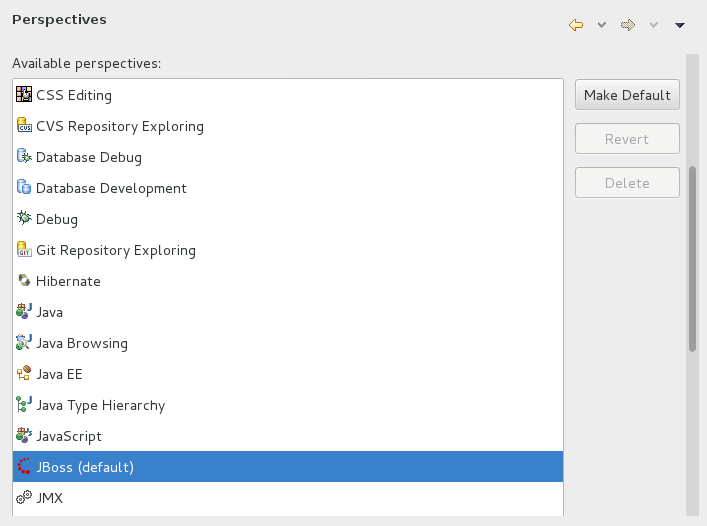 Perspectives
Available perspectives:
CSS Editing
CVS Repository Exploring
Database Debug
Database Development
Debug
Git Repository Exploring
Hibernate
Java
Java Browsing
Java EE
Java Type Hierarchy
JavaScript
JBoss (default)
JMX
Make Default
Revert
Delete